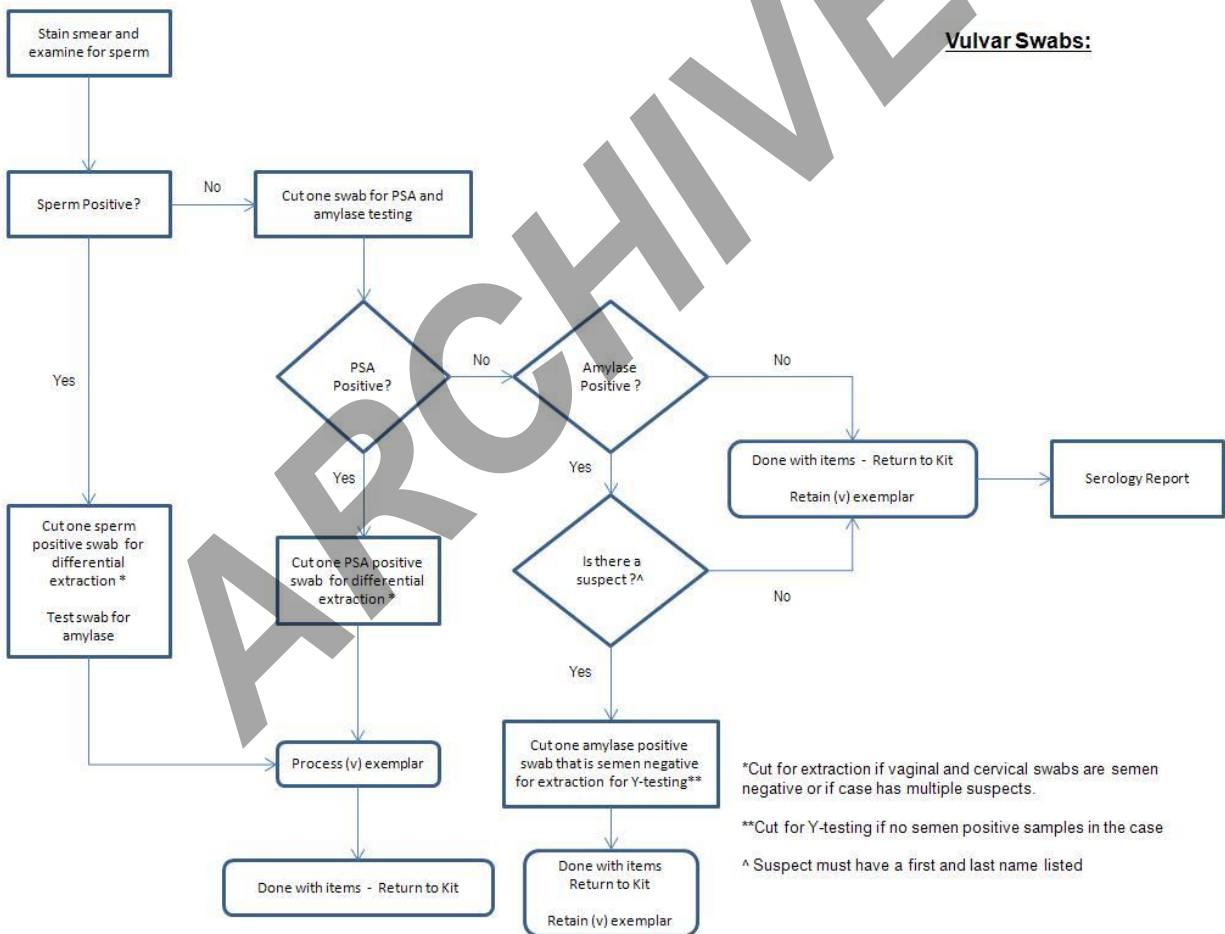 Vulvar Swabs:
Stain smear and
examine for sperm
Sperm Positive?
No
Cut one swab for PSA and
amylase testing
Yes
PSA
Positive?
No
Amylase
Positive ?
No
Yes
Yes
Done with items - Return to Kit
Retain (v) exemplar
Serology Report
Cut one sperm
positive swab for
differential
extraction *
Test swab for
amylase
Cut one PSA positive
swab for differential
extraction *
Is there a
suspect ?^
No
Yes
Process (v) exemplar
Cut one amylase positive
swab that is semen negative
for extraction for Y-testing**
Done with items - Return to Kit
Done with items
Return to Kit
Retain (v) exemplar
*Cut for extraction if vaginal and cervical swabs are semen
negative or if case has multiple suspects.
**Cut for Y-testing if no semen positive samples in the case
^ Suspect must have a first and last name listed
ARCHIVE